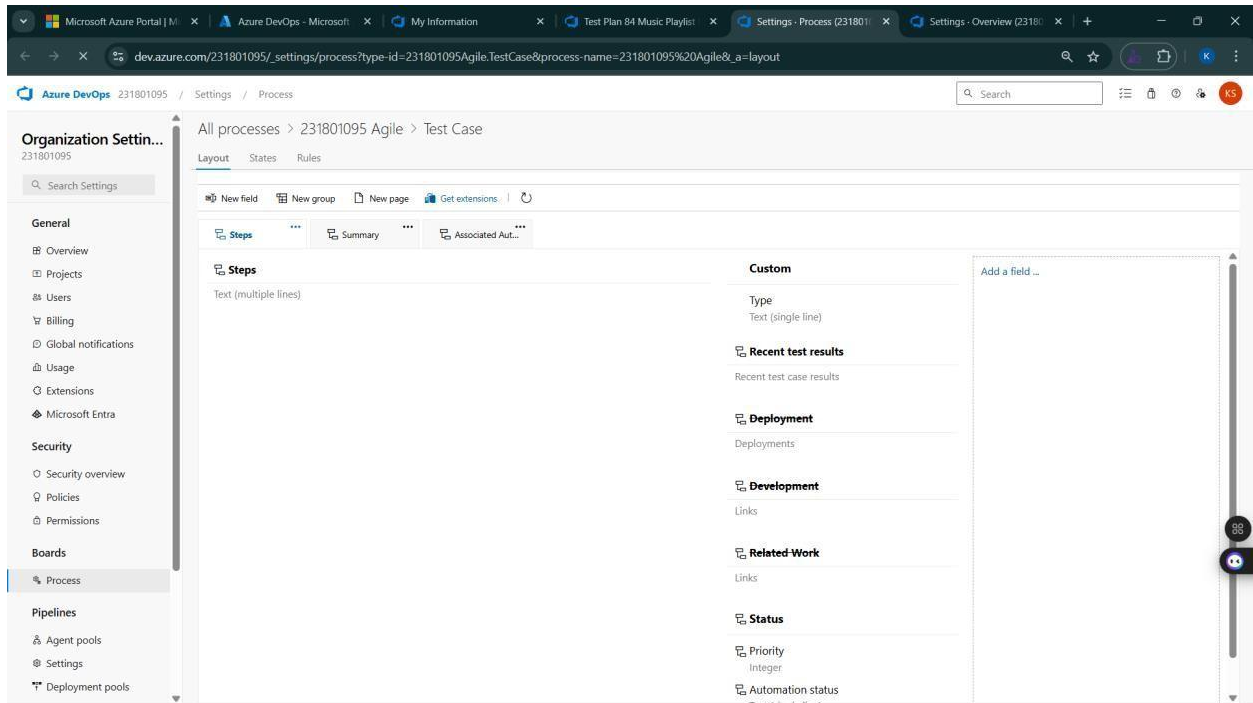 Microsoft Azure Portal | M
Azure DevOps - Microsoft
My Information
Test Plan 84 Music Playlist
Settings · Process (231801
Settings · Overview (23180
dev.azure.com/231801095/_settings/process?type-id=231801095Agile.TestCase&process-name=231801095%20Agile&_a=layout
K
Azure DevOps 231801095 / Settings / Process
Search
KS
Organization Settin...
231801095
Search Settings
General
Overview
Projects
Users
Billing
Global notifications
Usage
Extensions
Microsoft Entra
Security
Security overview
Policies
Permissions
Boards
Process
Pipelines
Agent pools
Settings
Deployment pools
All processes > 231801095 Agile > Test Case
Layout States Rules
New field New group New page Get extensions
Steps ... Summary ... Associated Aut... ...
Steps
Text (multiple lines)
Custom
Type
Text (single line)
Recent test results
Recent test case results
Deployment
Deployments
Development
Links
Related Work
Links
Status
Priority
Integer
Automation status
Add a field ...